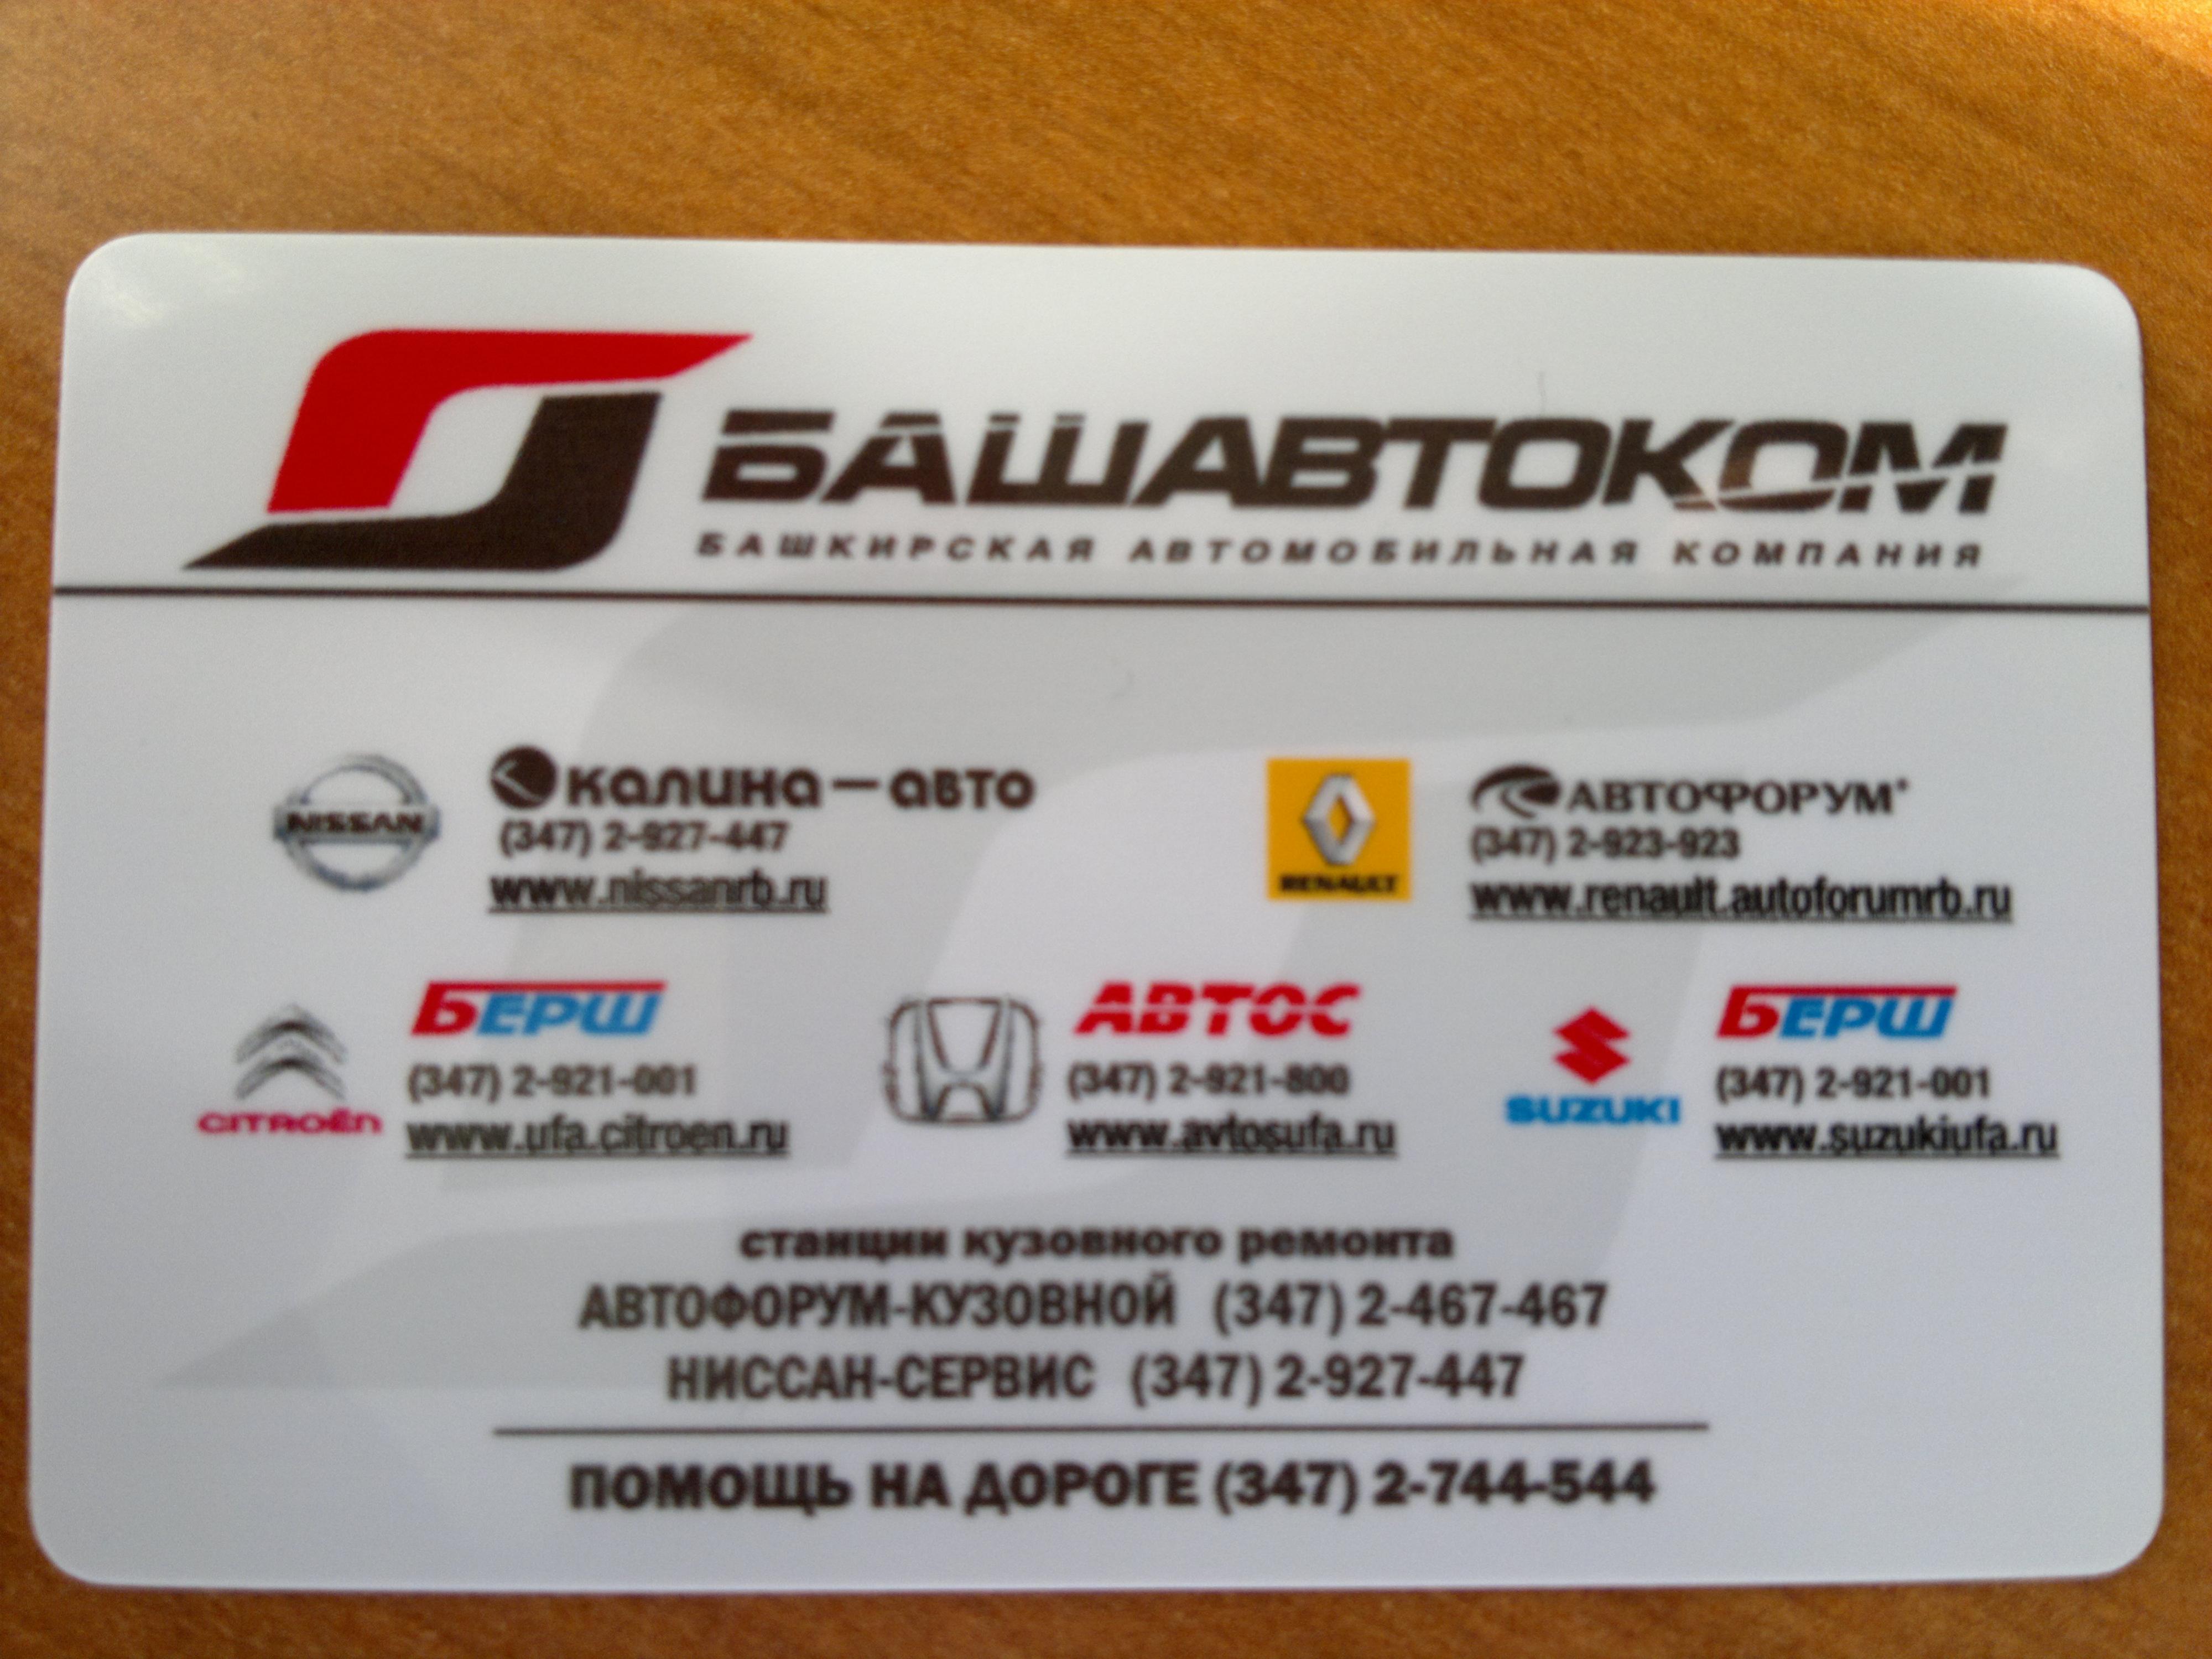 БАШАВТОКОМ
БАШКИРСКАЯ АВТОМОБИЛЬНАЯ КОМПАНИЯ
NISSAN
калина-авто
(347) 2-927-447
www.nissanrb.ru
RENAULT
АВТОФОРУМ
(347) 2-923-923
www.renault.autoforumrb.ru
CITROËN
БЕРШ
(347) 2-921-001
www.ufa.citroen.ru
АВТОС
(347) 2-921-800
www.avtosufa.ru
SUZUKI
БЕРШ
(347) 2-921-001
www.suzukiufa.ru
станции кузовного ремонта
АВТОФОРУМ-КУЗОВНОЙ (347) 2-467-467
НИССАН-СЕРВИС (347) 2-927-447
ПОМОЩЬ НА ДОРОГЕ (347) 2-744-544